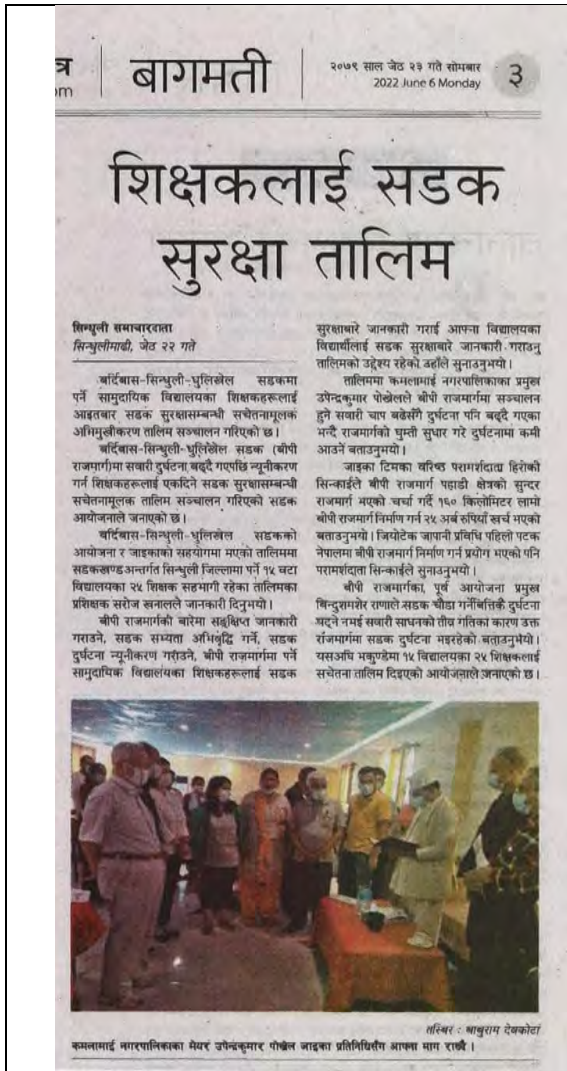 त्र
om
बागमती
२०७९ साल जेठ २३ गते सोमबार
2022 June 6 Monday
३
शिक्षकलाई सडक
सुरक्षा तालिम
सिन्धुली समाचारदाता
सिन्धुलीमाढी, जेठ २२ गते
बर्दिबास-सिन्धुली-धुलिखेल सडकमा
पर्ने सामुदायिक विद्यालयका शिक्षकहरूलाई
आइतबार सडक सुरक्षासम्बन्धी सचेतनामूलक
अभिमुखीकरण तालिम सञ्चालन गरिएको छ।
बर्दिबास-सिन्धुली-धुलिखेल सडक (बीपी
राजमार्ग)मा सवारी दुर्घटना बढ्दै गएपछि न्यूनीकरण
गर्न शिक्षकहरूलाई एकदिने सडक सुरक्षासम्बन्धी
सचेतनामूलक तालिम सञ्चालन गरिएको सडक
आयोजनाले जनाएको छ।
बर्दिबास-सिन्धुली-धुलिखेल सडकको
आयोजना र जाइकाको सहयोगमा भएको तालिममा
सडकखण्डअन्तर्गत सिन्धुली जिल्लामा पर्ने १५ वटा
विद्यालयका २५ शिक्षक सहभागी रहेका तालिमका
प्रशिक्षक सरोज खनालले जानकारी दिनुभयो।
बीपी राजमार्गको बारेमा सङ्क्षिप्त जानकारी
गराउने, सडक सभ्यता अभिवृद्धि गर्ने, सडक
दुर्घटना न्यूनीकरण गराउने, बीपी राजमार्गमा पर्ने
सामुदायिक विद्यालयका शिक्षकहरूलाई सडक
सुरक्षाबारे जानकारी गराई आफ्ना विद्यालयका
विद्यार्थीलाई सडक सुरक्षाबारे जानकारी गराउनु
तालिमको उद्देश्य रहेको उहाँले सुनाउनुभयो।
तालिममा कमलामाई नगरपालिकाका प्रमुख
उपेन्द्रकुमार पोखेलले बीपी राजमार्गमा सञ्चालन
हुने सवारी चाप बढेसँगै दुर्घटना पनि बढ्दै गएका
भन्दै राजमार्गको घुम्ती सुधार गरे दुर्घटनामा कमी
आउने बताउनुभयो।
जाइका टिमका वरिष्ठ परामर्शदाता हिरोकी
सिन्काईले बीपी राजमार्ग पहाडी क्षेत्रको सुन्दर
राजमार्ग भएको चर्चा गर्दै १६० किलोमिटर लामो
बीपी राजमार्ग निर्माण गर्न २५ अर्ब रुपियाँ खर्च भएको
बताउनुभयो। जियोटेक जापानी प्रविधि पहिलो पटक
नेपालमा बीपी राजमार्ग निर्माण गर्न प्रयोग भएको पनि
परामर्शदाता सिन्काईले सुनाउनुभयो।
बीपी राजमार्गका पूर्व आयोजना प्रमुख
बिन्दुशमशेर राणाले सडक चौडा गर्नेबित्तिकै दुर्घटना
घट्ने नभई सवारी साधनको तीव्र गतिका कारण उक्त
राजमार्गमा सडक दुर्घटना भइरहेको बताउनुभयो।
यसअघि भकुण्डेमा १५ विद्यालयका २५ शिक्षकलाई
सचेतना तालिम दिइएको आयोजनाले जनाएको छ।
तस्बिर : बाबुराम देवकोटा
कमलामाई नगरपालिकाका मेयर उपेन्द्रकुमार पोखेल जाइका प्रतिनिधिसँग आफ्ना माग राख्दै।